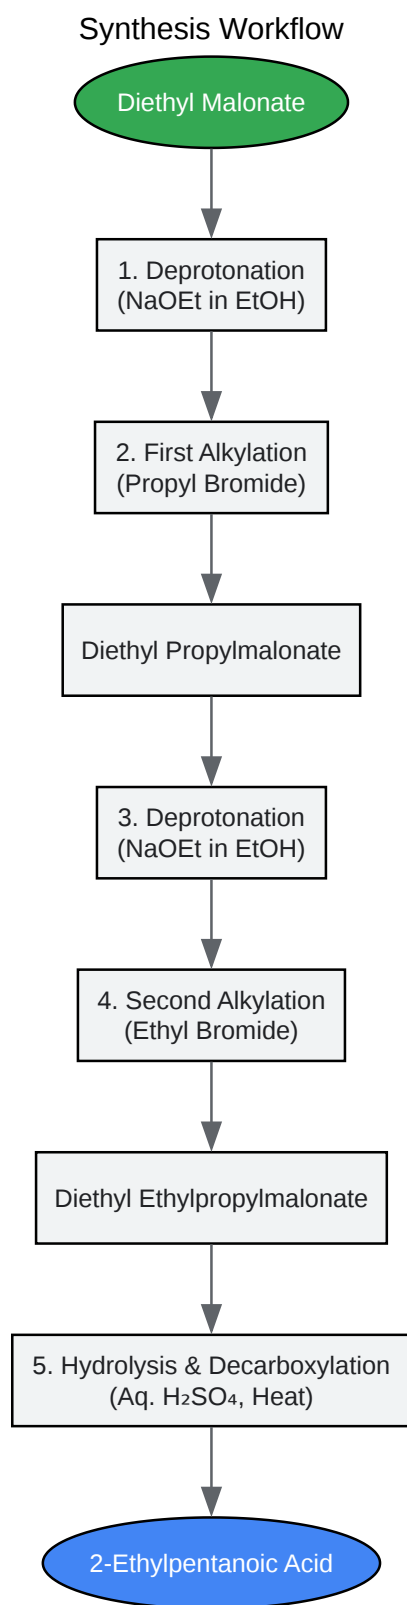 Synthesis Workflow
Diethyl Malonate
1. Deprotonation
(NaOEt in EtOH)
2. First Alkylation
(Propyl Bromide)
Diethyl Propylmalonate
3. Deprotonation
(NaOEt in EtOH)
4. Second Alkylation
(Ethyl Bromide)
Diethyl Ethylpropylmalonate
5. Hydrolysis & Decarboxylation
(Aq. H₂SO₄, Heat)
2-Ethylpentanoic Acid